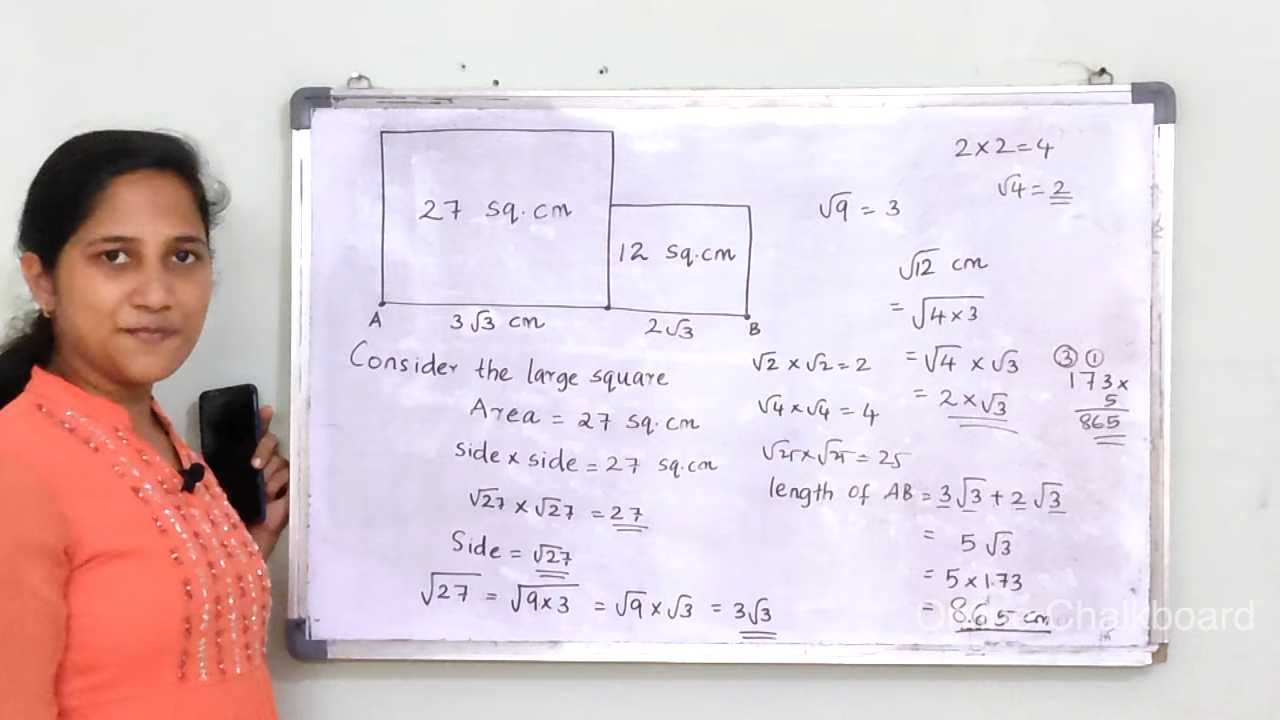 27 sq.cm
12 sq.cm
A
3√3 cm
2√3
B
Consider the large square
Area = 27 sq.cm
side × side = 27 sq.cm
√27 × √27 = 27
Side = √27
√27 = √9×3 = √9 × √3 = 3√3
2 × 2 = 4
√4 = 2
√9 = 3
√12 cm
= √4×3
= √4 × √3
= 2 × √3
√2 × √2 = 2
√4 × √4 = 4
√25 × √25 = 25
③ ①
173 ×
5
865
length of AB = 3√3 + 2√3
= 5√3
= 5 × 1.73
= 8.65 cm
Online Chalkboard